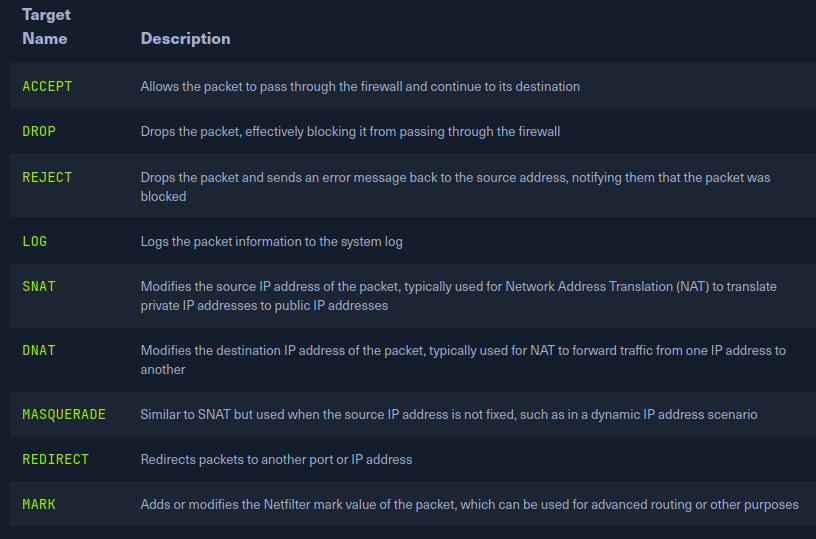 Target
Name Description
ACCEPT Allows the packet to pass through the firewall and continue to its destination
DROP Drops the packet, effectively blocking it from passing through the firewall
REJECT Drops the packet and sends an error message back to the source address, notifying them that the packet was
blocked
LOG Logs the packet information to the system log
SNAT Modifies the source IP address of the packet, typically used for Network Address Translation (NAT) to translate
private IP addresses to public IP addresses
DNAT Modifies the destination IP address of the packet, typically used for NAT to forward traffic from one IP address to
another
MASQUERADE Similar to SNAT but used when the source IP address is not fixed, such as in a dynamic IP address scenario
REDIRECT Redirects packets to another port or IP address
MARK Adds or modifies the Netfilter mark value of the packet, which can be used for advanced routing or other purposes